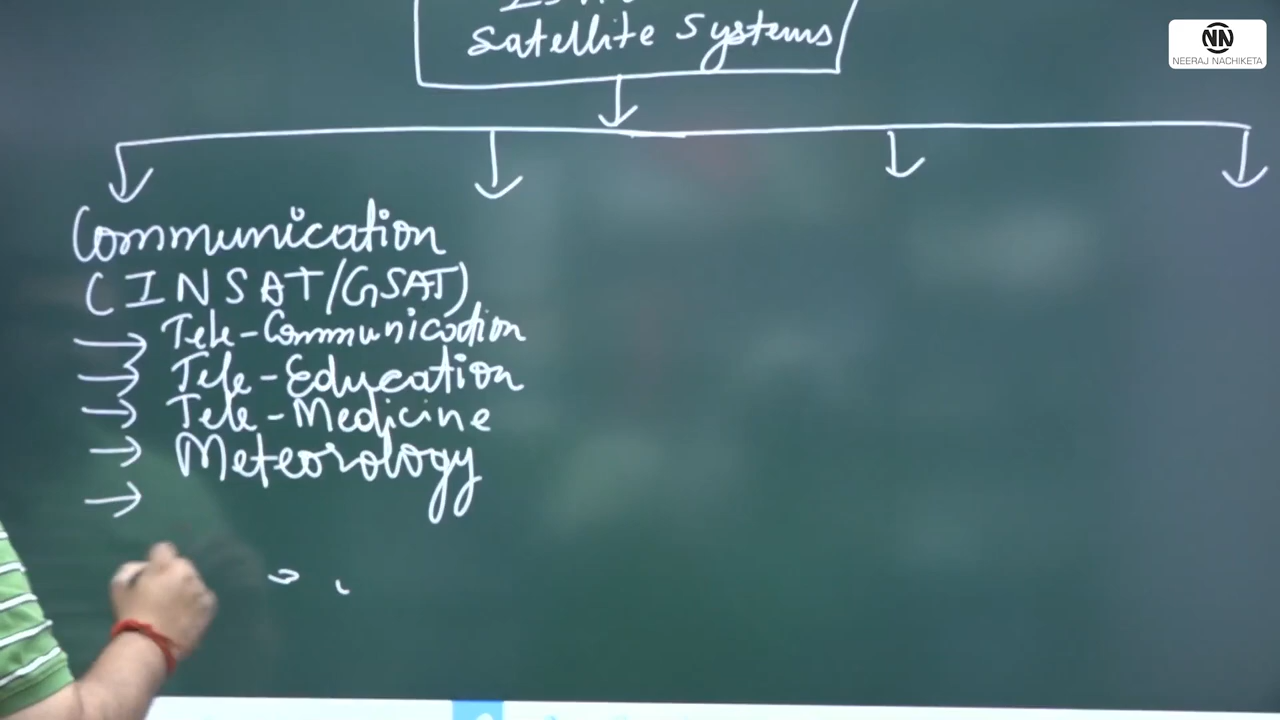 Satellite Systems
NN
NEERAJ NACHIKETA
Communication
(INSAT/GSAT)
→ Tele-Communication
→ Tele-Education
→ Tele-Medicine
→ Meteorology
→